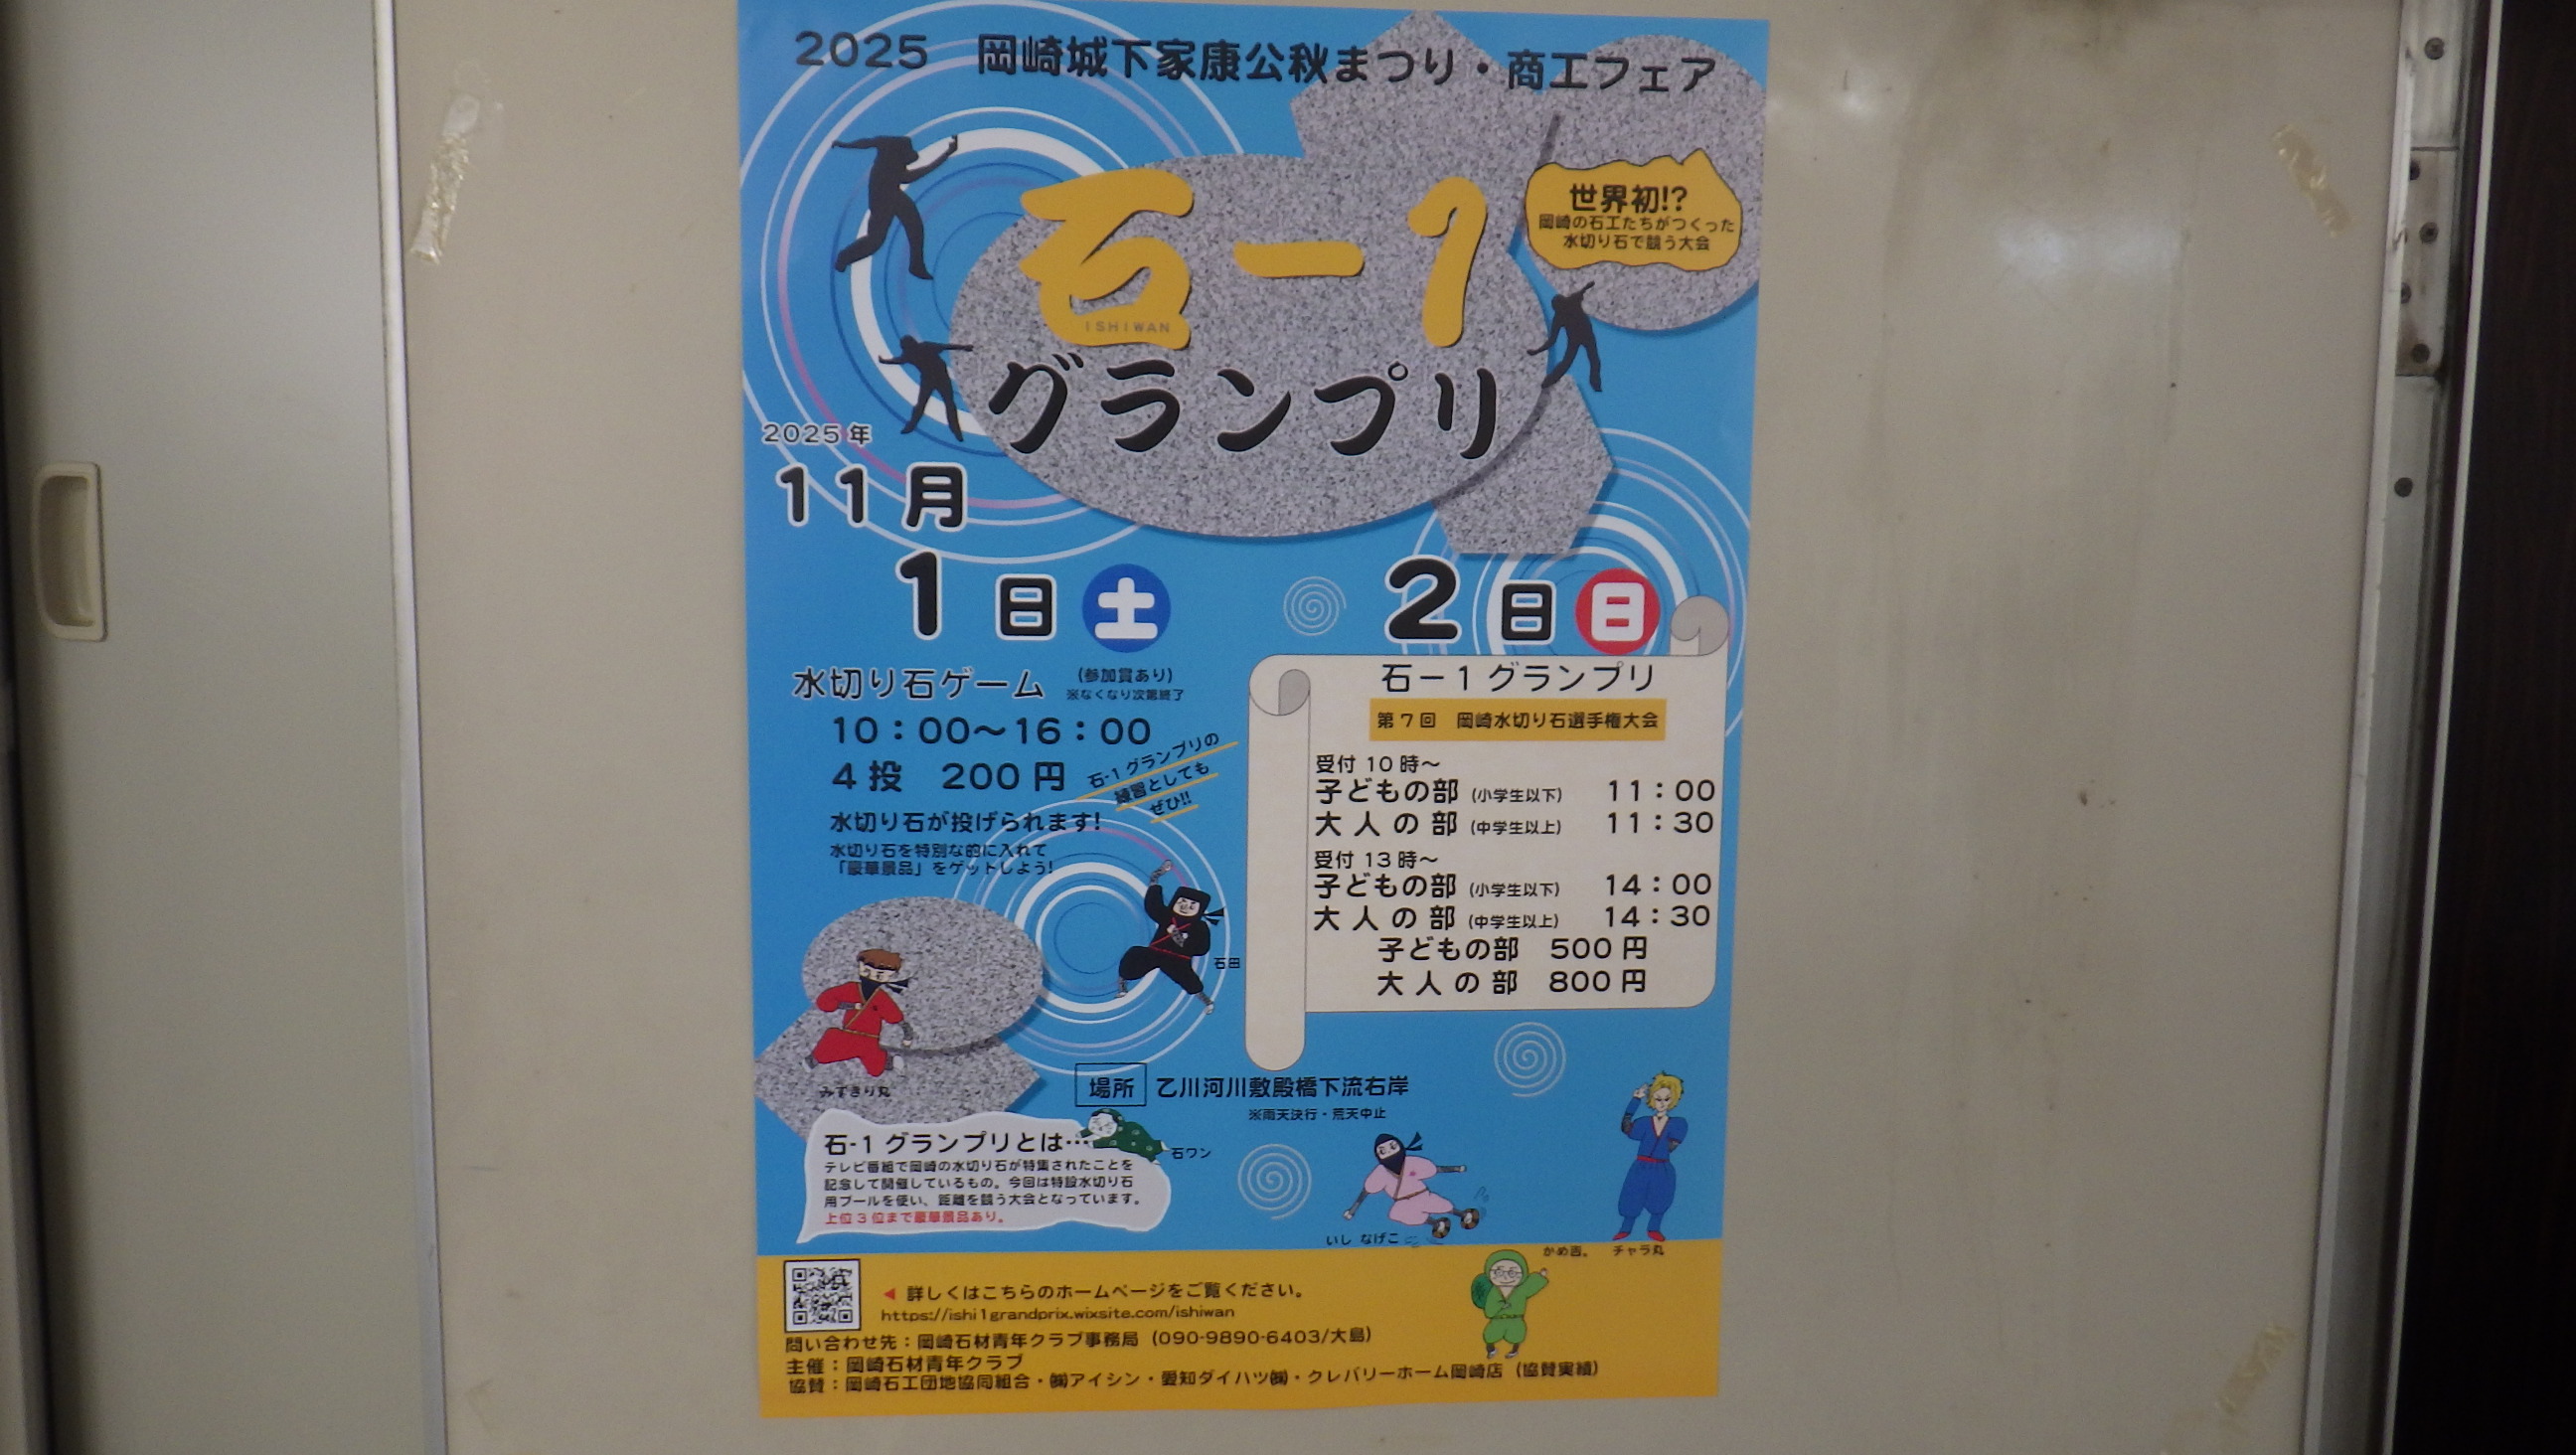 2025 岡崎城下家康公秋まつり・商工フェア
世界初!?
岡崎の石工たちがつくった
水切り石で競う大会
石－1
ISHIWAN
グランプリ
2025年
11月
1日 土
2日 日
水切り石ゲーム (参加賞あり)
※なくなり次第終了
10：00〜16：00
4投 200円
石-1グランプリの
練習としても
ぜひ!!
水切り石が投げられます!
水切り石を特別な的に入れて
「豪華景品」をゲットしよう!
石－1グランプリ
第7回 岡崎水切り石選手権大会
受付10時〜
子どもの部 (小学生以下) 11：00
大人の部 (中学生以上) 11：30
受付13時〜
子どもの部 (小学生以下) 14：00
大人の部 (中学生以上) 14：30
子どもの部 500円
大人の部 800円
石田
みずきり丸
場所 乙川河川敷殿橋下流右岸
※雨天決行・荒天中止
石-1グランプリとは…
石ワン
テレビ番組で岡崎の水切り石が特集されたことを
記念して開催しているもの。今回は特設水切り石
用プールを使い、距離を競う大会となっています。
上位3位まで豪華景品あり。
いし なげこ
かめ吉。
チャラ丸
◀ 詳しくはこちらのホームページをご覧ください。
https://ishi1grandprix.wixsite.com/ishiwan
問い合わせ先：岡崎石材青年クラブ事務局（090-9890-6403/大島）
主催：岡崎石材青年クラブ
協賛：岡崎石工団地協同組合・㈱アイシン・愛知ダイハツ㈱・クレバリーホーム岡崎店（協賛実績）